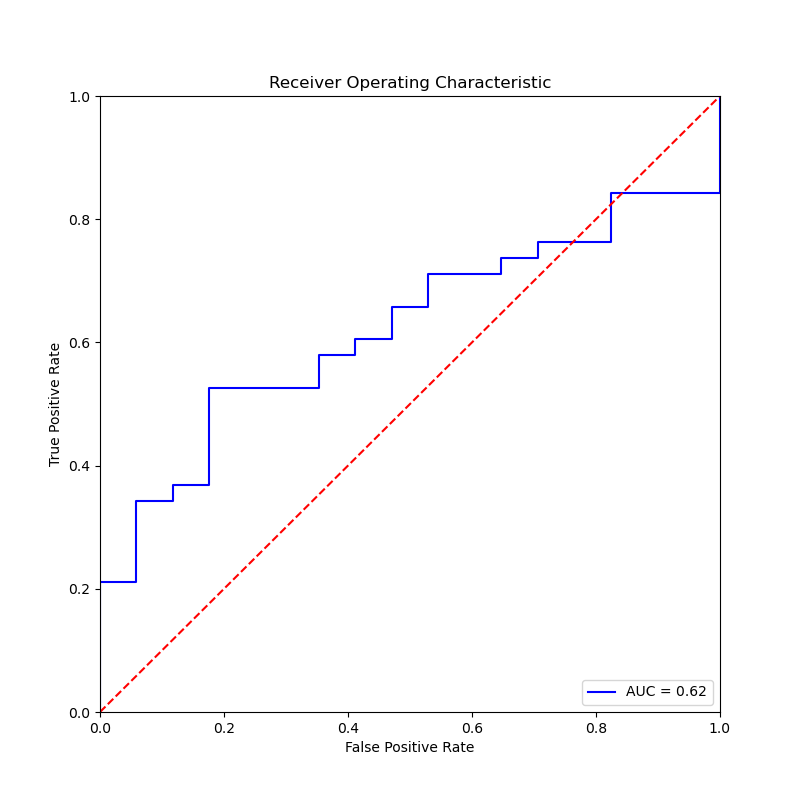 Receiver Operating Characteristic
1.0
0.8
0.6
0.4
0.2
0.0
True Positive Rate
AUC = 0.62
0.0 0.2 0.4 0.6 0.8 1.0
False Positive Rate